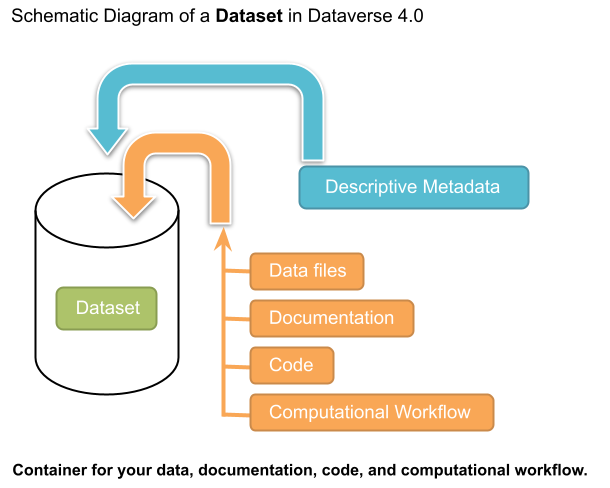 Schematic Diagram of a Dataset in Dataverse 4.0
Descriptive Metadata
Data files
Dataset
Documentation
Code
Computational Workflow
Container for your data, documentation, code, and computational workflow.